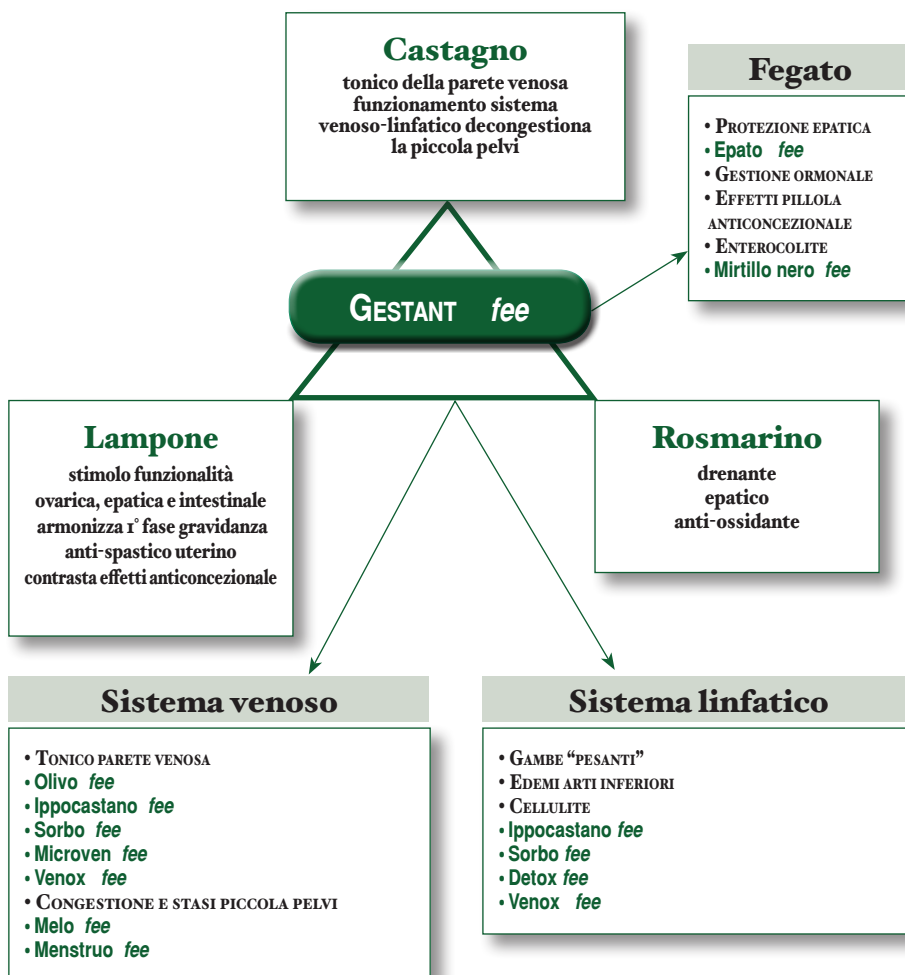 Castagno
tonico della parete venosa
funzionamento sistema
venoso-linfatico decongestiona
la piccola pelvi
Fegato
• Protezione epatica
• Epato fee
• Gestione ormonale
• Effetti pillola
anticoncezionale
• Enterocolite
• Mirtillo nero fee
Gestant fee
Lampone
stimolo funzionalità
ovarica, epatica e intestinale
armonizza 1° fase gravidanza
anti-spastico uterino
contrasta effetti anticoncezionale
Rosmarino
drenante
epatico
anti-ossidante
Sistema venoso
• Tonico parete venosa
• Olivo fee
• Ippocastano fee
• Sorbo fee
• Microven fee
• Venox fee
• Congestione e stasi piccola pelvi
• Melo fee
• Menstruo fee
Sistema linfatico
• Gambe “pesanti”
• Edemi arti inferiori
• Cellulite
• Ippocastano fee
• Sorbo fee
• Detox fee
• Venox fee